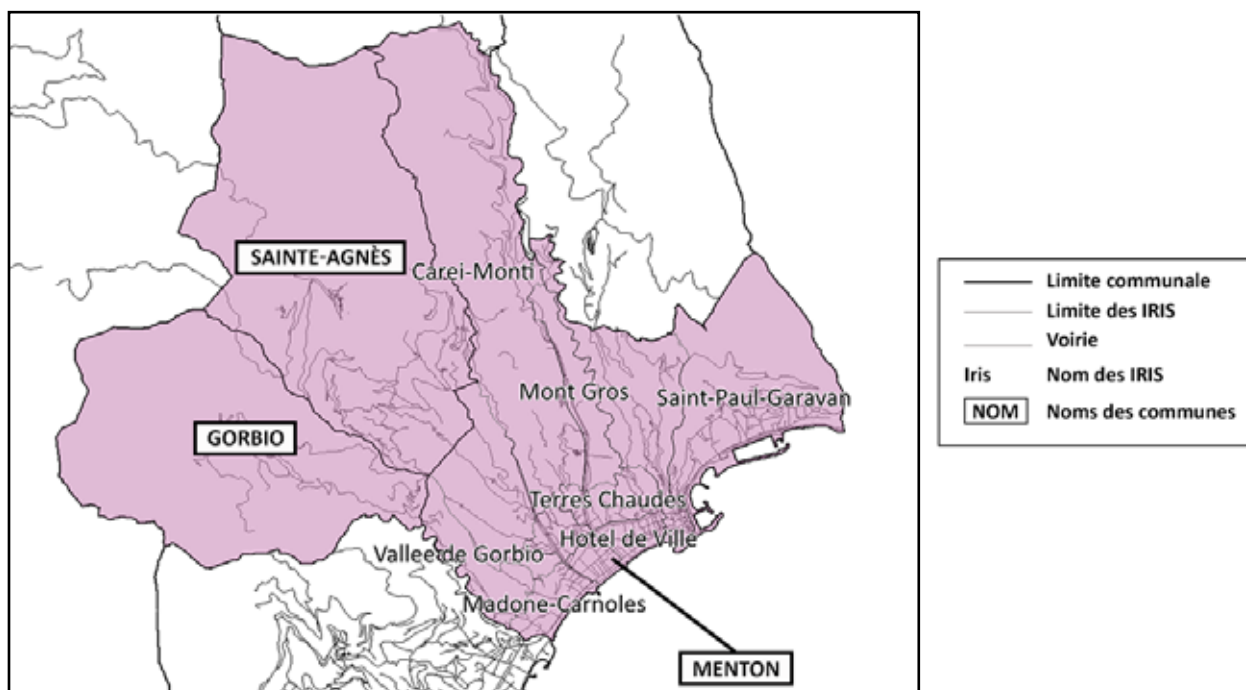 SAINTE-AGNÈS
Carei-Monti
Mont Gros
Saint-Paul-Garavan
GORBIO
Terres Chaudes
Hotel de Ville
Vallee de Gorbio
Madone-Carnoles
MENTON
Limite communale
Limite des IRIS
Voirie
Iris Nom des IRIS
NOM Noms des communes